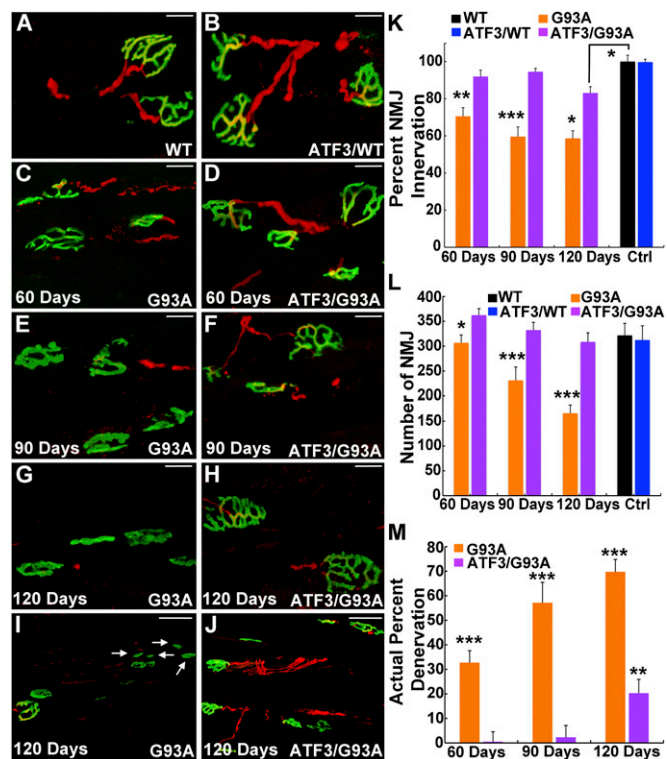 A
WT
B
ATF3/WT
C
60 Days
G93A
D
60 Days
ATF3/G93A
E
90 Days
G93A
F
90 Days
ATF3/G93A
G
120 Days
G93A
H
120 Days
ATF3/G93A
I
120 Days
G93A
J
120 Days
ATF3/G93A
K
WT
G93A
ATF3/WT
ATF3/G93A
Percent NMJ
Innervation
100
80
60
40
20
0
**
***
*
*
60 Days
90 Days
120 Days
Ctrl
L
WT
G93A
ATF3/WT
ATF3/G93A
Number of NMJ
400
350
300
250
200
150
100
50
0
*
***
***
60 Days
90 Days
120 Days
Ctrl
M
G93A
ATF3/G93A
Actual Percent
Denervation
80
70
60
50
40
30
20
10
0
***
***
***
**
60 Days
90 Days
120 Days